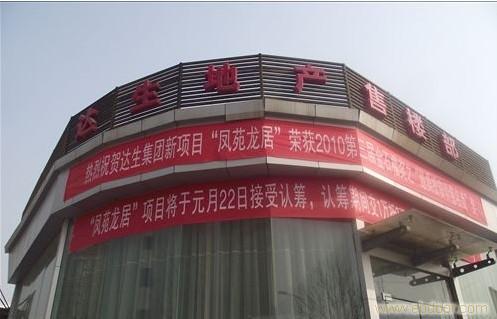 达生地产售楼部
热烈祝贺达生集团新项目“凤苑龙居”荣获2010第三届
“凤苑龙居”项目将于元月22日接受认筹，认筹